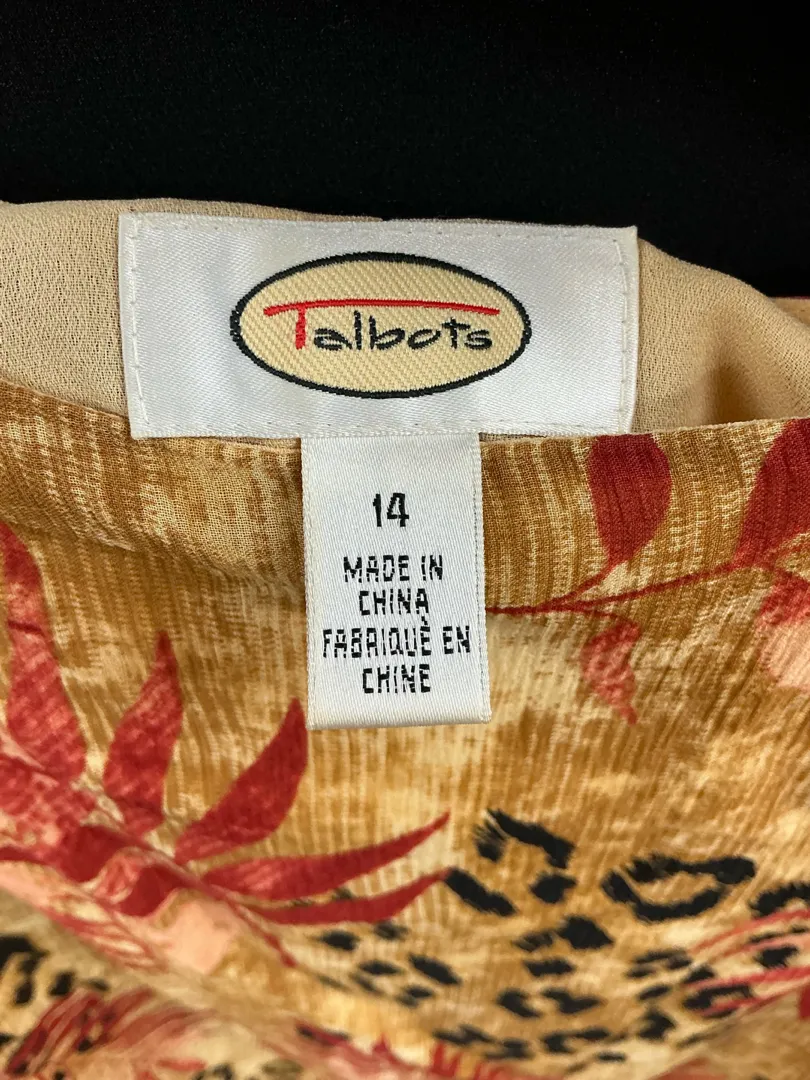 Talbots
14
MADE IN
CHINA
FABRIQUÈ EN
CHINE